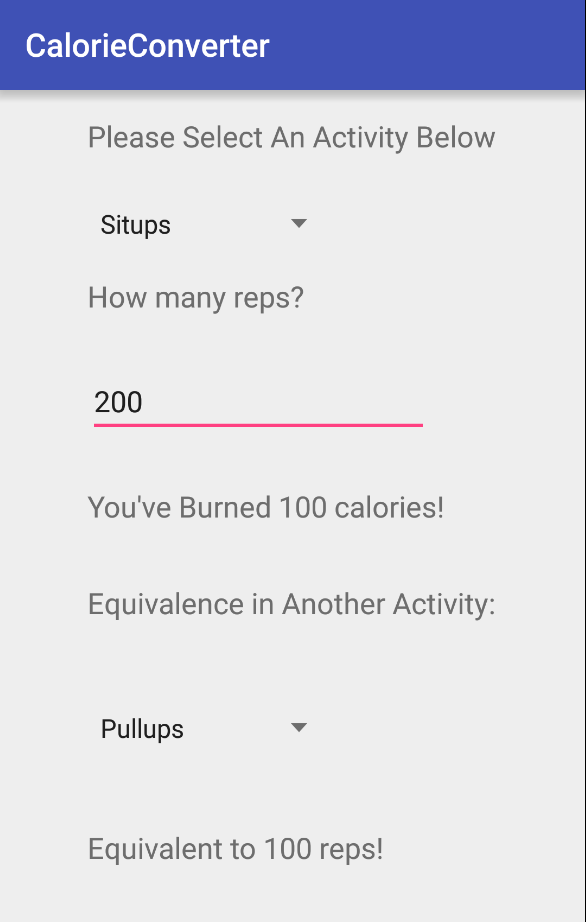 CalorieConverter
Please Select An Activity Below
Situps
How many reps?
200
You've Burned 100 calories!
Equivalence in Another Activity:
Pullups
Equivalent to 100 reps!